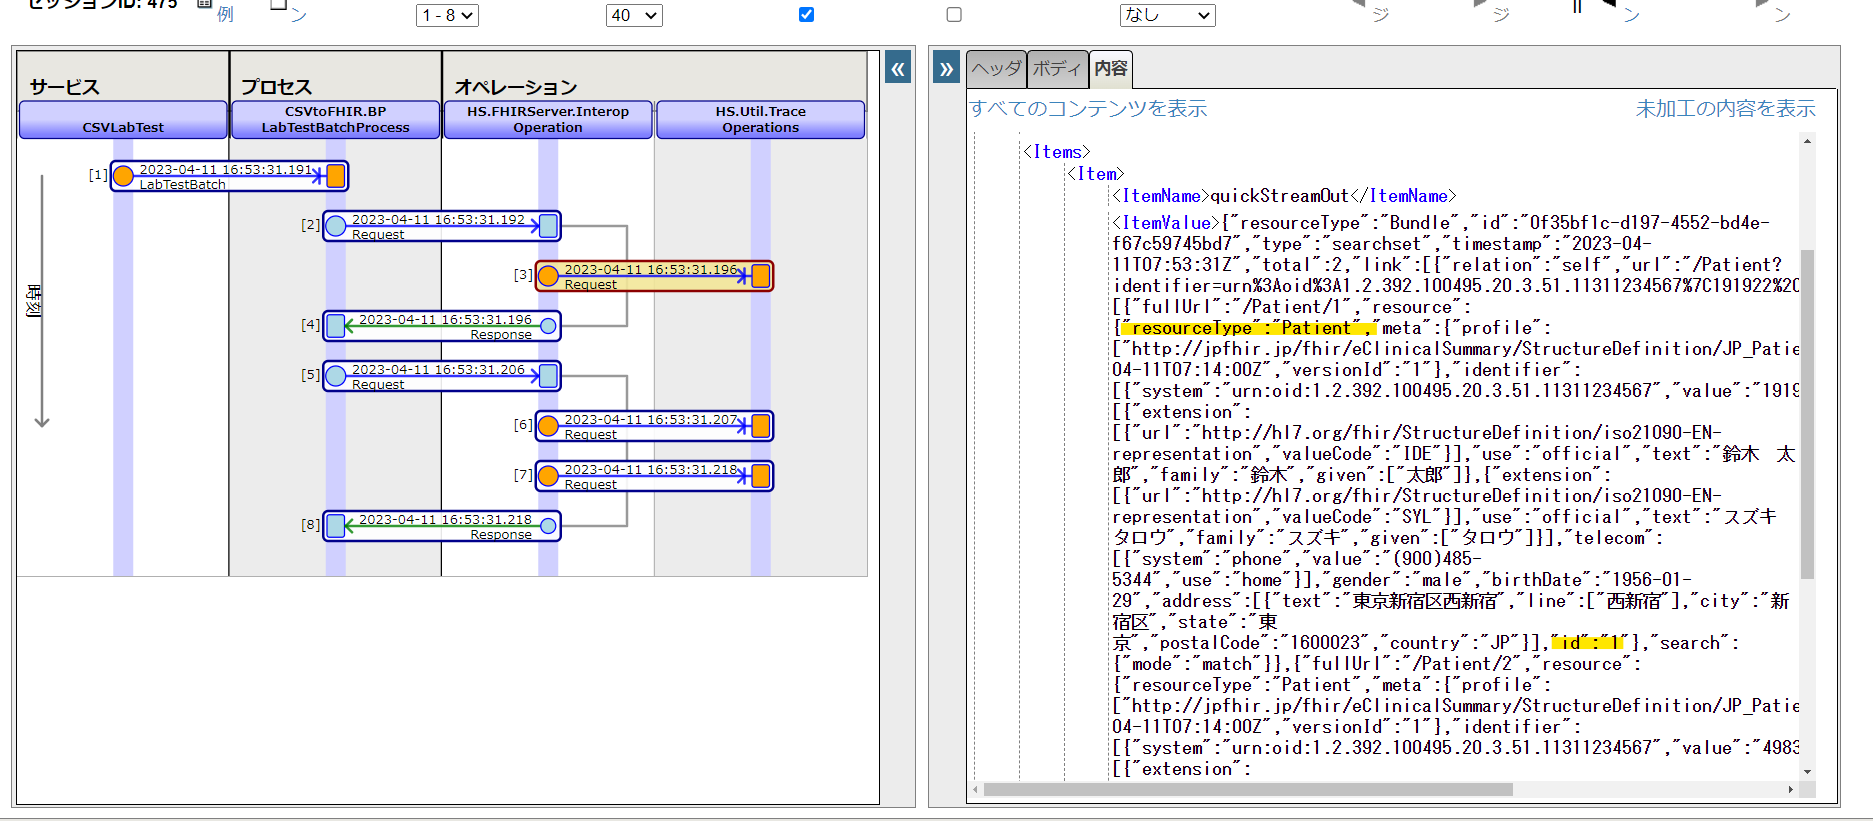 セッションID: 475
例
ン
1 - 8
40
なし
ジ
ジ
ン
ン
サービス
プロセス
オペレーション
CSVLabTest
CSVtoFHIR.BP
LabTestBatchProcess
HS.FHIRServer.Interop
Operation
HS.Util.Trace
Operations
時刻
[1]
2023-04-11 16:53:31.191
LabTestBatch
[2]
2023-04-11 16:53:31.192
Request
[3]
2023-04-11 16:53:31.196
Request
[4]
2023-04-11 16:53:31.196
Response
[5]
2023-04-11 16:53:31.206
Request
[6]
2023-04-11 16:53:31.207
Request
[7]
2023-04-11 16:53:31.218
Request
[8]
2023-04-11 16:53:31.218
Response
«
»
ヘッダ
ボディ
内容
すべてのコンテンツを表示
未加工の内容を表示
<Items>
<Item>
<ItemName>quickStreamOut</ItemName>
<ItemValue>{"resourceType":"Bundle","id":"0f35bf1c-d197-4552-bd4e-
f67c59745bd7","type":"searchset","timestamp":"2023-04-
11T07:53:31Z","total":2,"link":[{"relation":"self","url":"/Patient?
identifier=urn%3Aoid%3A1.2.392.100495.20.3.51.11311234567%7C191922%2C
[{"fullUrl":"/Patient/1","resource":
{"resourceType":"Patient","meta":{"profile":
["http://jpfhir.jp/fhir/eClinicalSummary/StructureDefinition/JP_Patie
04-11T07:14:00Z","versionId":"1"},"identifier":
[{"system":"urn:oid:1.2.392.100495.20.3.51.11311234567","value":"1919
[{"extension":
[{"url":"http://hl7.org/fhir/StructureDefinition/iso21090-EN-
representation","valueCode":"IDE"}],"use":"official","text":"鈴木　太
郎","family":"鈴木","given":["太郎"]},{"extension":
[{"url":"http://hl7.org/fhir/StructureDefinition/iso21090-EN-
representation","valueCode":"SYL"}],"use":"official","text":"スズキ
タロウ","family":"スズキ","given":["タロウ"]}],"telecom":
[{"system":"phone","value":"(900)485-
5344","use":"home"}],"gender":"male","birthDate":"1956-01-
29","address":[{"text":"東京新宿区西新宿","line":["西新宿"],"city":"新
宿区","state":"東
京","postalCode":"1600023","country":"JP"}],"id":"1"},"search":
{"mode":"match"}},{"fullUrl":"/Patient/2","resource":
{"resourceType":"Patient","meta":{"profile":
["http://jpfhir.jp/fhir/eClinicalSummary/StructureDefinition/JP_Patie
04-11T07:14:00Z","versionId":"1"},"identifier":
[{"system":"urn:oid:1.2.392.100495.20.3.51.11311234567","value":"4983
[{"extension":